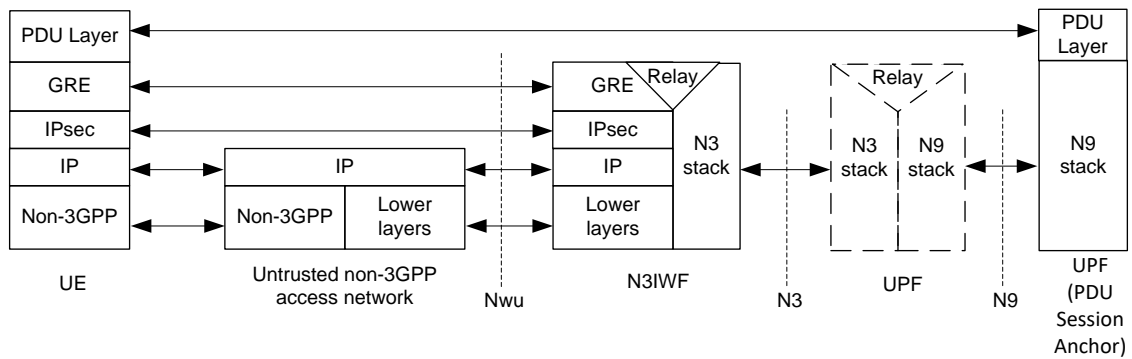 PDU Layer
GRE
IPsec
IP
Non-3GPP
UE
IP
Non-3GPP
Lower
layers
Untrusted non-3GPP
access network
Nwu
GRE
Relay
IPsec
IP
Lower
layers
N3
stack
N3IWF
N3
Relay
N3
stack
N9
stack
UPF
N9
PDU
Layer
N9
stack
UPF
(PDU
Session
Anchor)